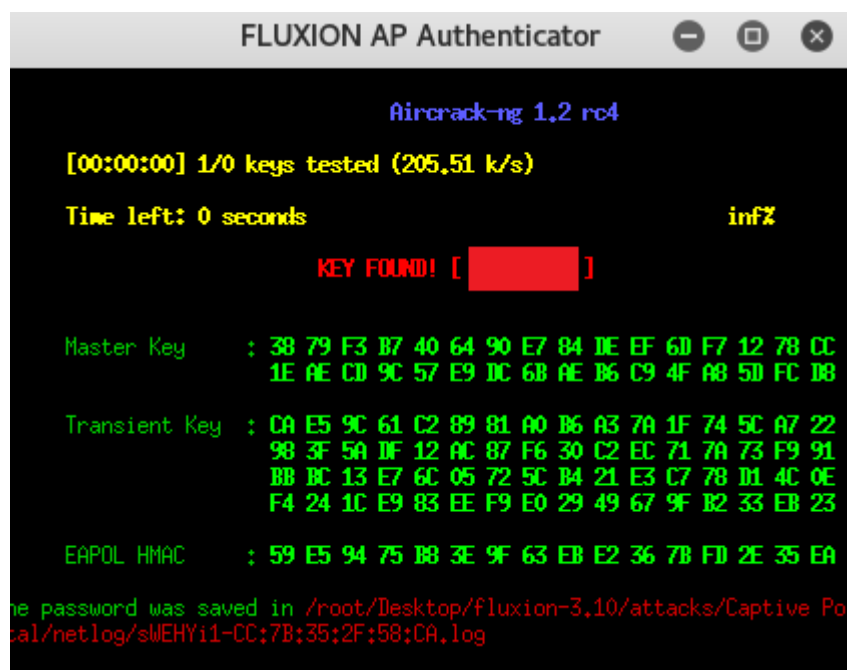 FLUXION AP Authenticator
Aircrack-ng 1.2 rc4
[00:00:00] 1/0 keys tested (205.51 k/s)
Time left: 0 seconds inf%
KEY FOUND! [ ]
Master Key : 38 79 F3 B7 40 64 90 E7 84 DE EF 6D F7 12 78 CC
1E AE CD 9C 57 E9 DC 6B AE B6 C9 4F A8 5D FC D8
Transient Key : CA E5 9C 61 C2 89 81 A0 B6 A3 7A 1F 74 5C A7 22
98 3F 5A DF 12 AC 87 F6 30 C2 EC 71 7A 73 F9 91
BB BC 13 E7 6C 05 72 5C B4 21 E3 C7 78 D1 4C 0E
F4 24 1C E9 83 EE F9 E0 29 49 67 9F B2 33 EB 23
EAPOL HMAC : 59 E5 94 75 B8 3E 9F 63 EB E2 36 7B FD 2E 35 EA
he password was saved in /root/Desktop/fluxion-3.10/attacks/Captive Po
tal/netlog/sWEHYi1-CC:7B:35:2F:58:CA.log